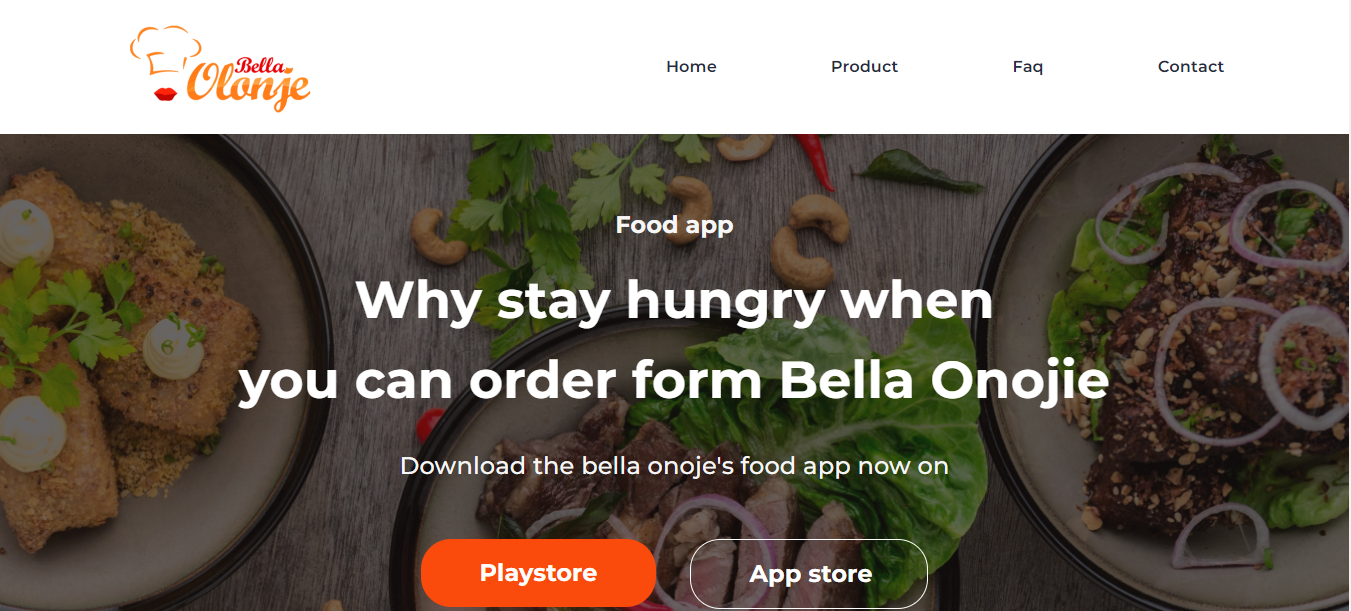 Bella
Olonje
Home Product Faq Contact
Food app
Why stay hungry when
you can order form Bella Onojie
Download the bella onoje's food app now on
Playstore App store